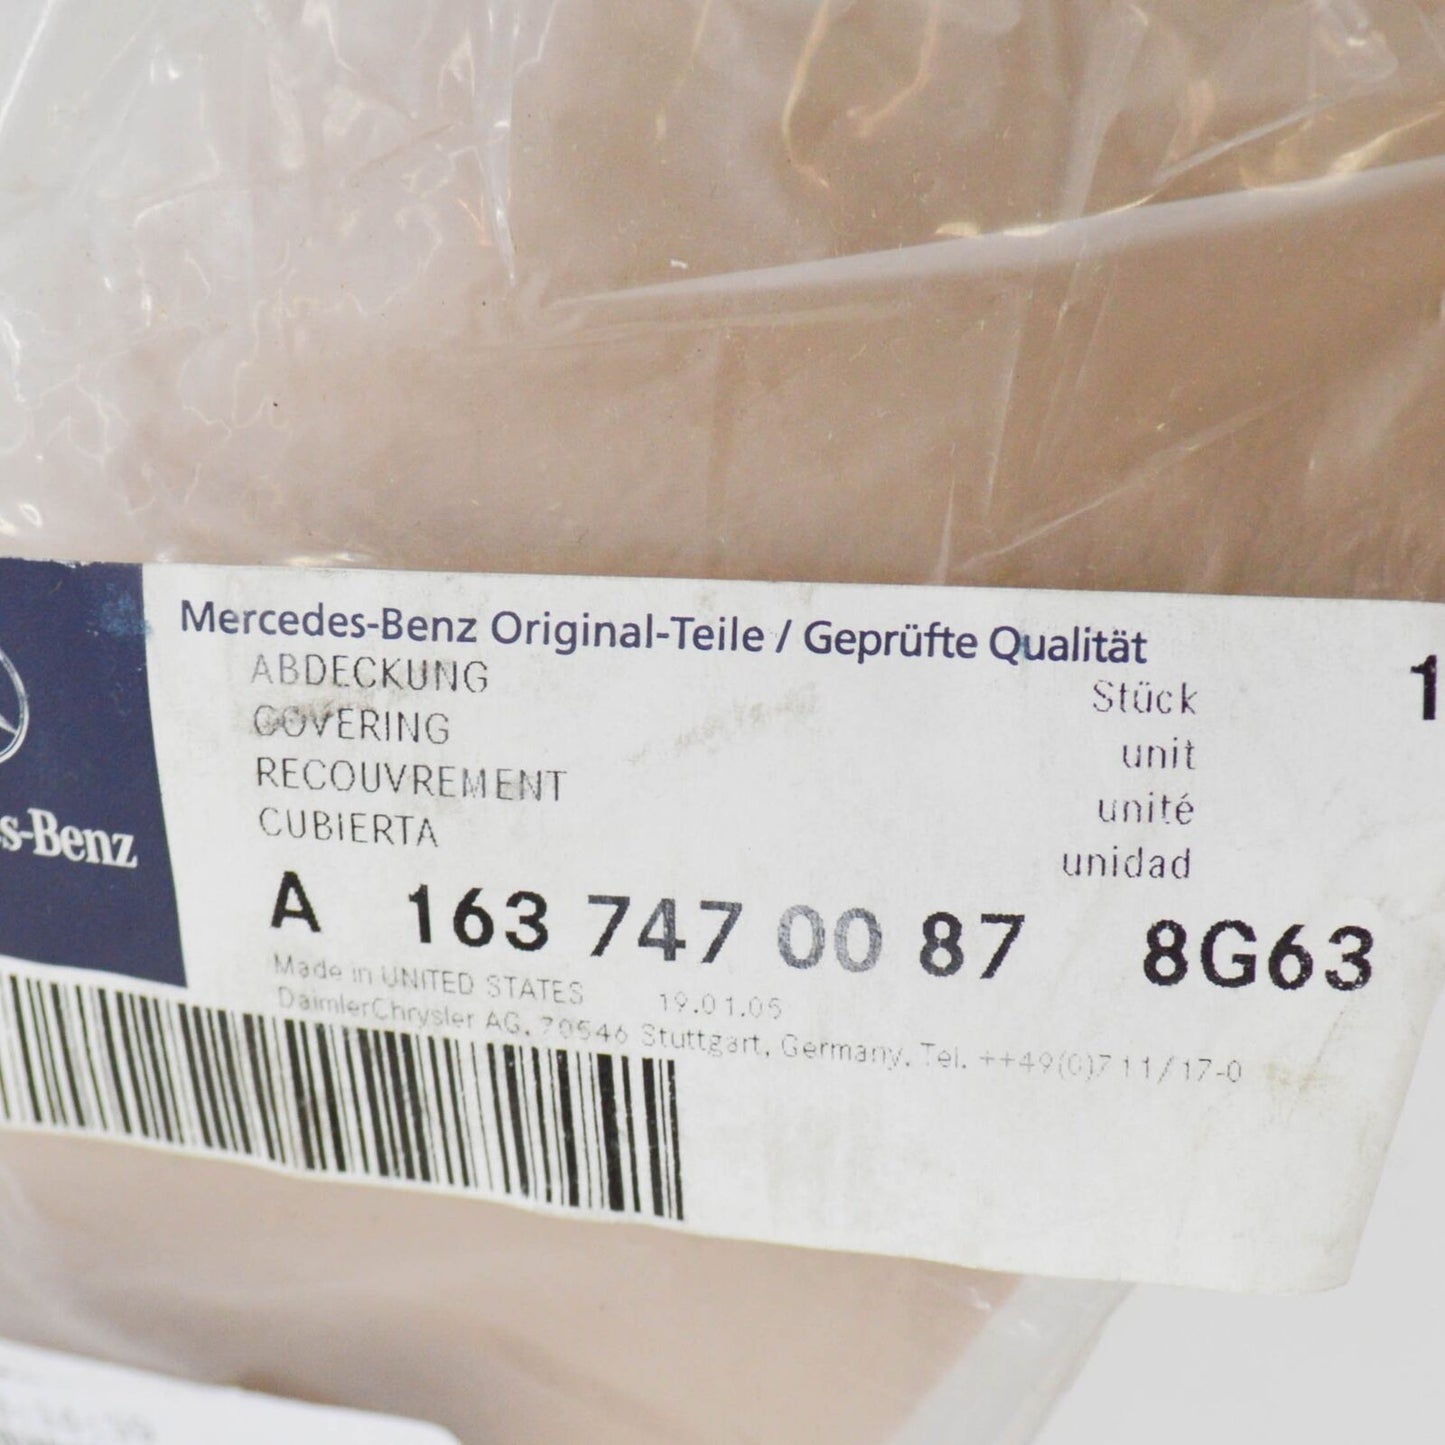 Mercedes-Benz Original-Teile / Geprüfte Qualität
ABDECKUNG
COVERING
RECOUVREMENT
CUBIERTA
Stück 1
unit
unité
unidad
s-Benz
A 163 747 00 87 8G63
Made in UNITED STATES 19.01.05
DaimlerChrysler AG, 70546 Stuttgart, Germany, Tel. ++49(0)711/17-0